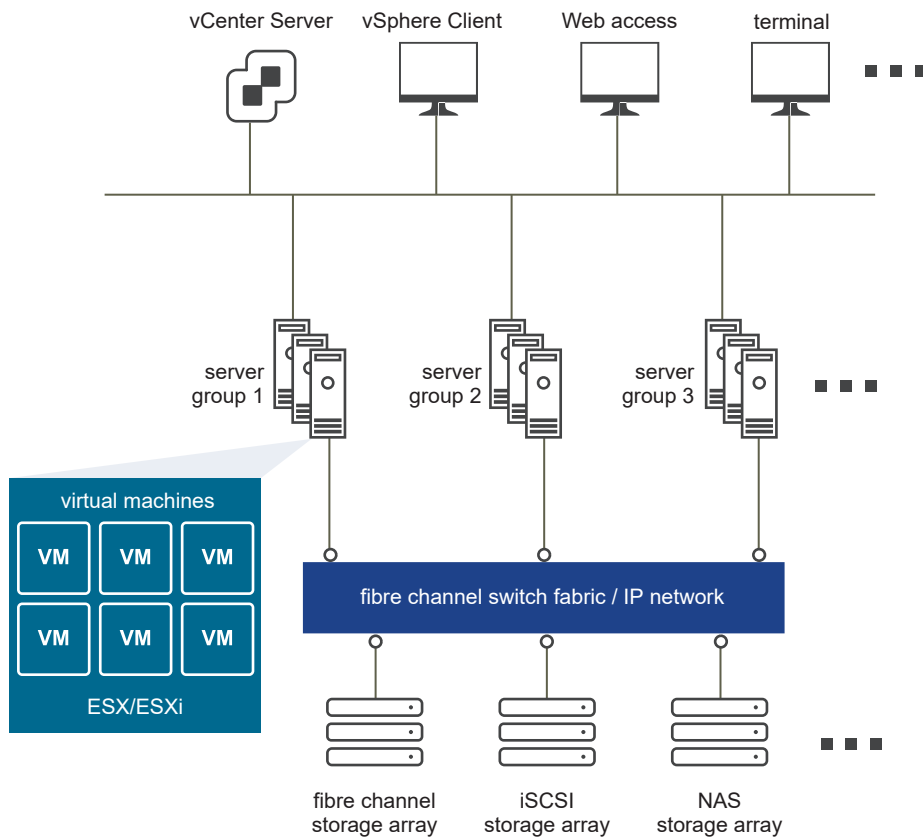 vCenter Server
vSphere Client
Web access
terminal
server
group 1
server
group 2
server
group 3
virtual machines
VM
VM
VM
VM
VM
VM
ESX/ESXi
fibre channel switch fabric / IP network
fibre channel
storage array
iSCSI
storage array
NAS
storage array